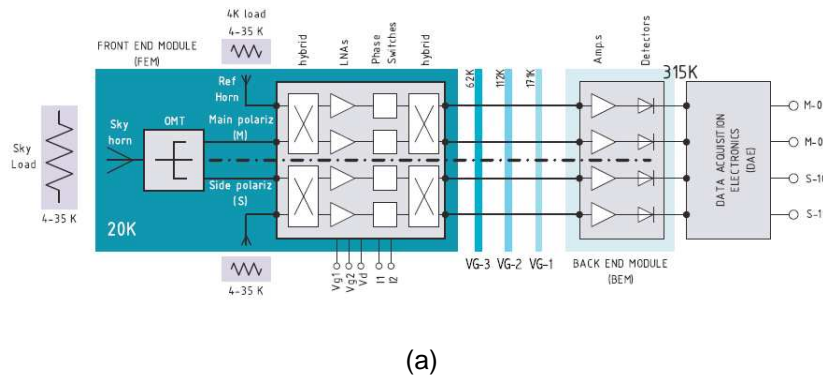 4K load
4-35 K
FRONT END MODULE
(FEM)
hybrid
LNAs
Phase
Switches
hybrid
Ref
Horn
62K
112K
171K
Amp.s
Detectors
315K
Sky
Load
4-35 K
Sky
horn
OMT
Main polariz
(M)
Side polariz
(S)
20K
4-35 K
Vg1
Vg2
Vd
I1
I2
VG-3
VG-2
VG-1
BACK END MODULE
(BEM)
DATA ACQUISITION
ELECTRONICS
(DAE)
M-0
M-0
S-10
S-1
(a)